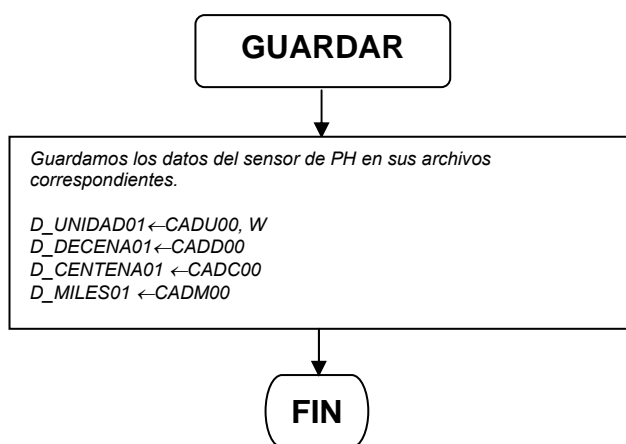 GUARDAR
Guardamos los datos del sensor de PH en sus archivos
correspondientes.
D_UNIDAD01←CADU00, W
D_DECENA01←CADD00
D_CENTENA01 ←CADC00
D_MILES01 ←CADM00
FIN